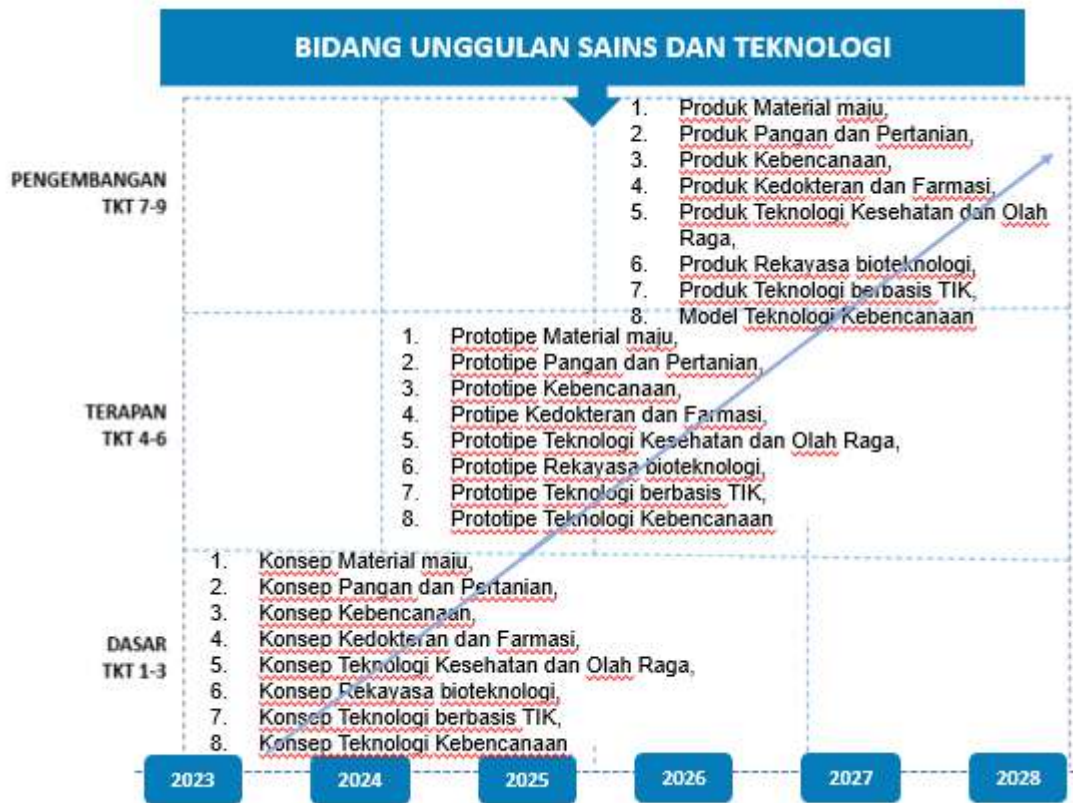 BIDANG UNGGULAN SAINS DAN TEKNOLOGI
PENGEMBANGAN
TKT 7-9
1. Produk Material maju,
2. Produk Pangan dan Pertanian,
3. Produk Kebencanaan,
4. Produk Kedokteran dan Farmasi,
5. Produk Teknologi Kesehatan dan Olah
Raga,
6. Produk Rekayasa bioteknologi,
7. Produk Teknologi berbasis TIK,
8. Model Teknologi Kebencanaan
TERAPAN
TKT 4-6
1. Prototipe Material maju,
2. Prototipe Pangan dan Pertanian,
3. Prototipe Kebencanaan,
4. Protipe Kedokteran dan Farmasi,
5. Prototipe Teknologi Kesehatan dan Olah Raga,
6. Prototipe Rekayasa bioteknologi,
7. Prototipe Teknologi berbasis TIK,
8. Prototipe Teknologi Kebencanaan
DASAR
TKT 1-3
1. Konsep Material maju,
2. Konsep Pangan dan Pertanian,
3. Konsep Kebencanaan,
4. Konsep Kedokteran dan Farmasi,
5. Konsep Teknologi Kesehatan dan Olah Raga,
6. Konsep Rekayasa bioteknologi,
7. Konsep Teknologi berbasis TIK,
8. Konsep Teknologi Kebencanaan
2023 2024 2025 2026 2027 2028